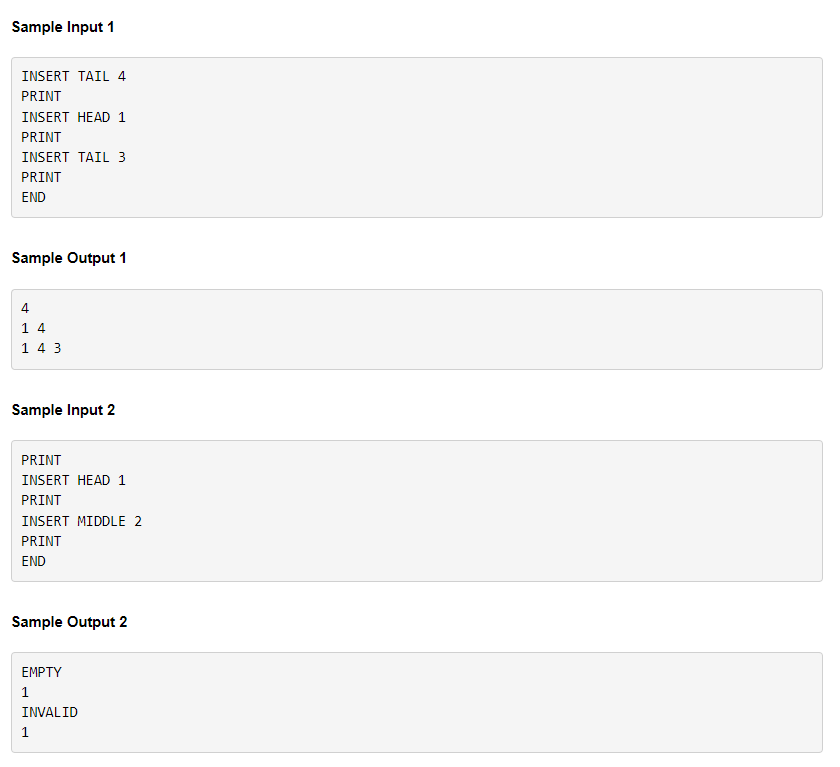 Sample Input 1
INSERT TAIL 4
PRINT
INSERT HEAD 1
PRINT
INSERT TAIL 3
PRINT
END
Sample Output 1
4
1 4
1 4 3
Sample Input 2
PRINT
INSERT HEAD 1
PRINT
INSERT MIDDLE 2
PRINT
END
Sample Output 2
EMPTY
1
INVALID
1